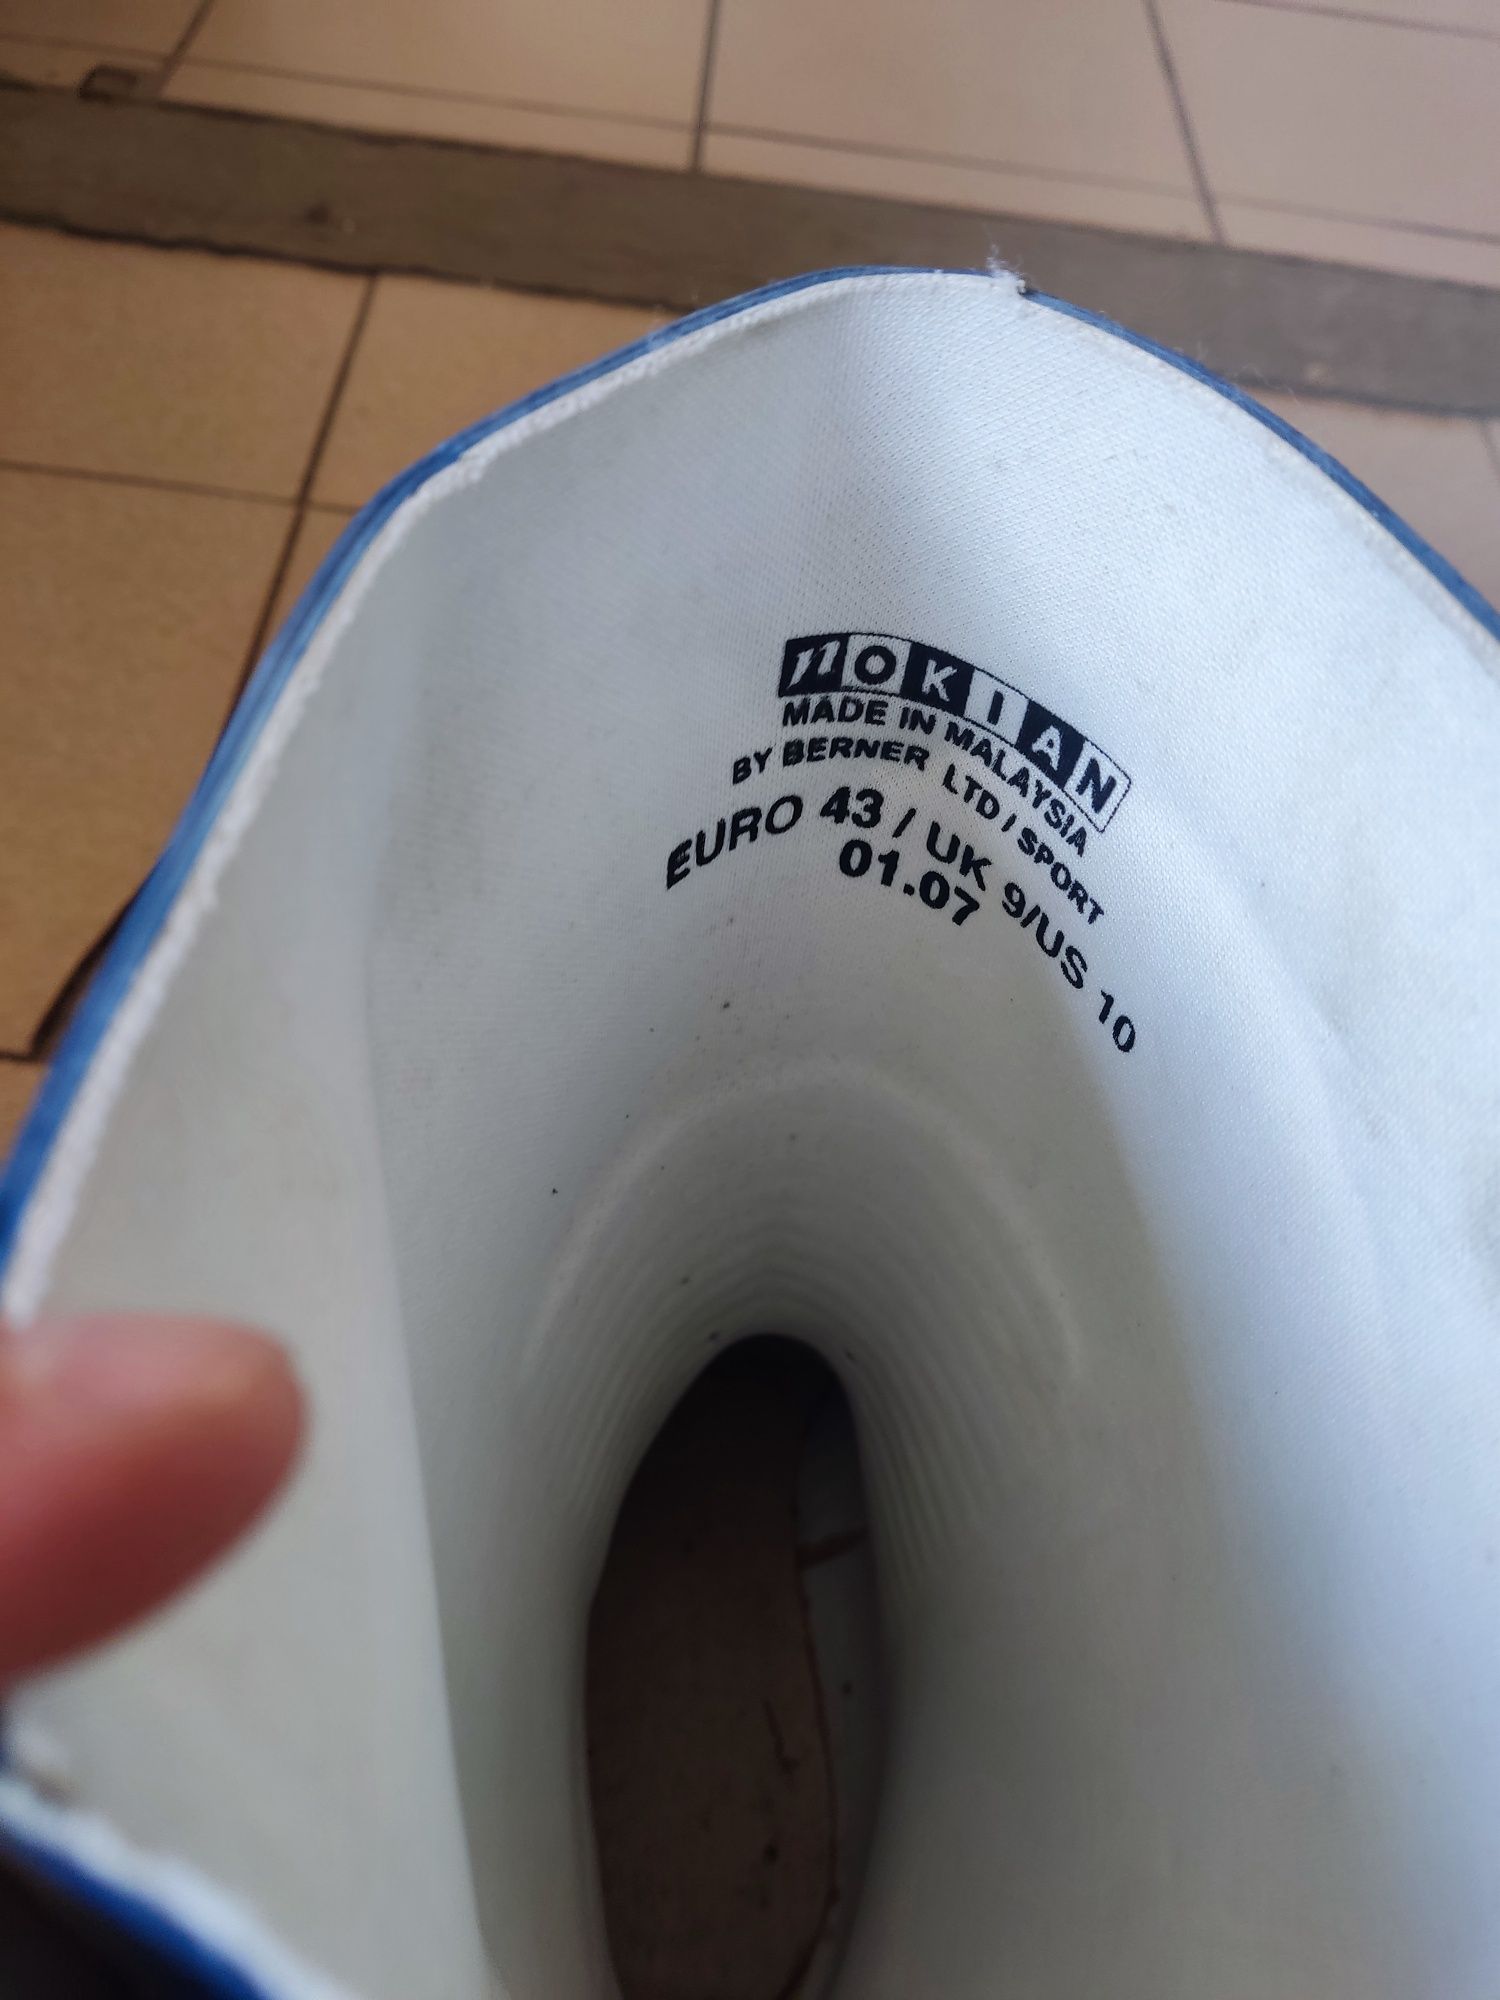 nOKIAN
MADE IN MALAYSIA
BY BERNER LTD / SPORT
EURO 43 / UK 9/US 10
01.07